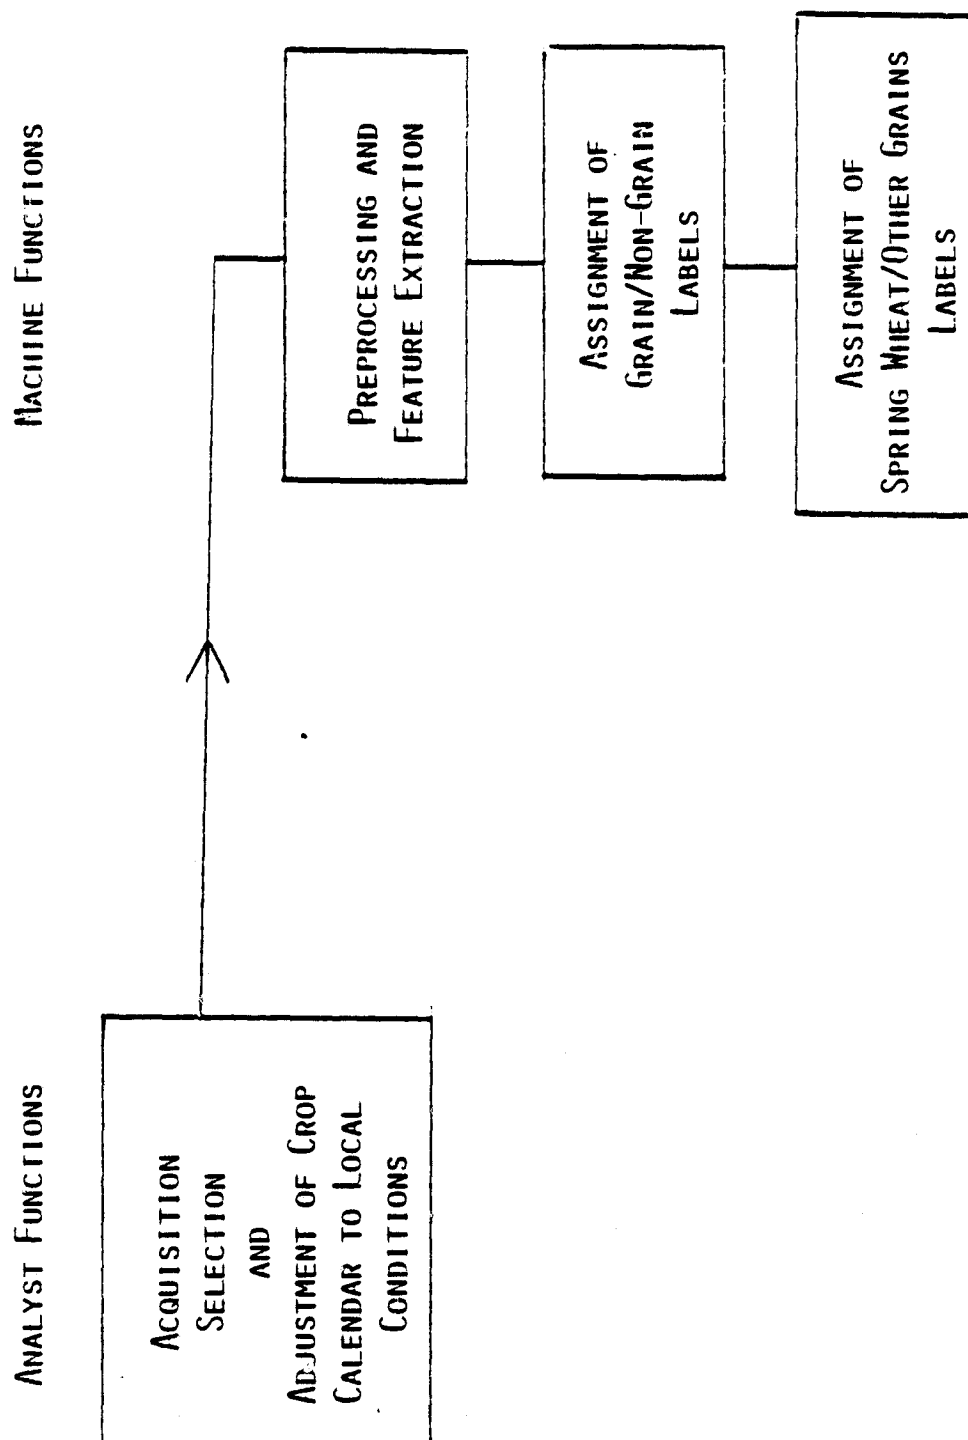 ANALYST FUNCTIONS
ACQUISITION
SELECTION
AND
ADJUSTMENT OF CROP
CALENDAR TO LOCAL
CONDITIONS
MACHINE FUNCTIONS
PREPROCESSING AND
FEATURE EXTRACTION
ASSIGNMENT OF
GRAIN/NON-GRAIN
LABELS
ASSIGNMENT OF
SPRING WHEAT/OTHER GRAINS
LABELS